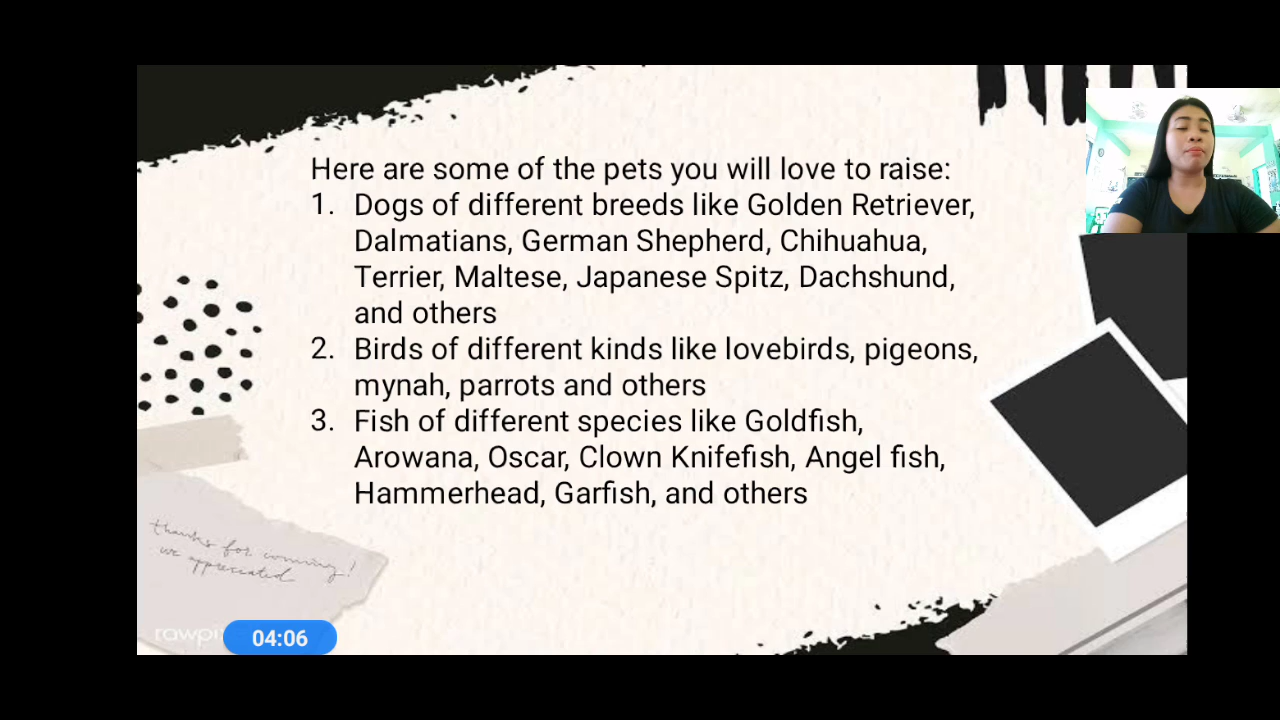 Here are some of the pets you will love to raise:
1. Dogs of different breeds like Golden Retriever,
Dalmatians, German Shepherd, Chihuahua,
Terrier, Maltese, Japanese Spitz, Dachshund,
and others
2. Birds of different kinds like lovebirds, pigeons,
mynah, parrots and others
3. Fish of different species like Goldfish,
Arowana, Oscar, Clown Knifefish, Angel fish,
Hammerhead, Garfish, and others
thanks for coming!
we appreciated
04:06